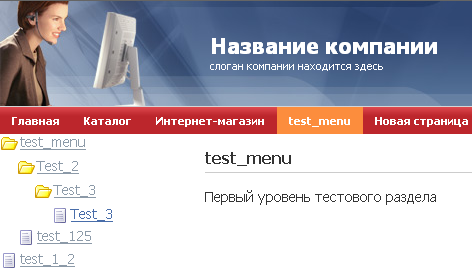 Название компании
слоган компании находится здесь
Главная Каталог Интернет-магазин test_menu Новая страница
test_menu
Test_2
Test_3
Test_3
test_125
test_1_2
test_menu
Первый уровень тестового раздела